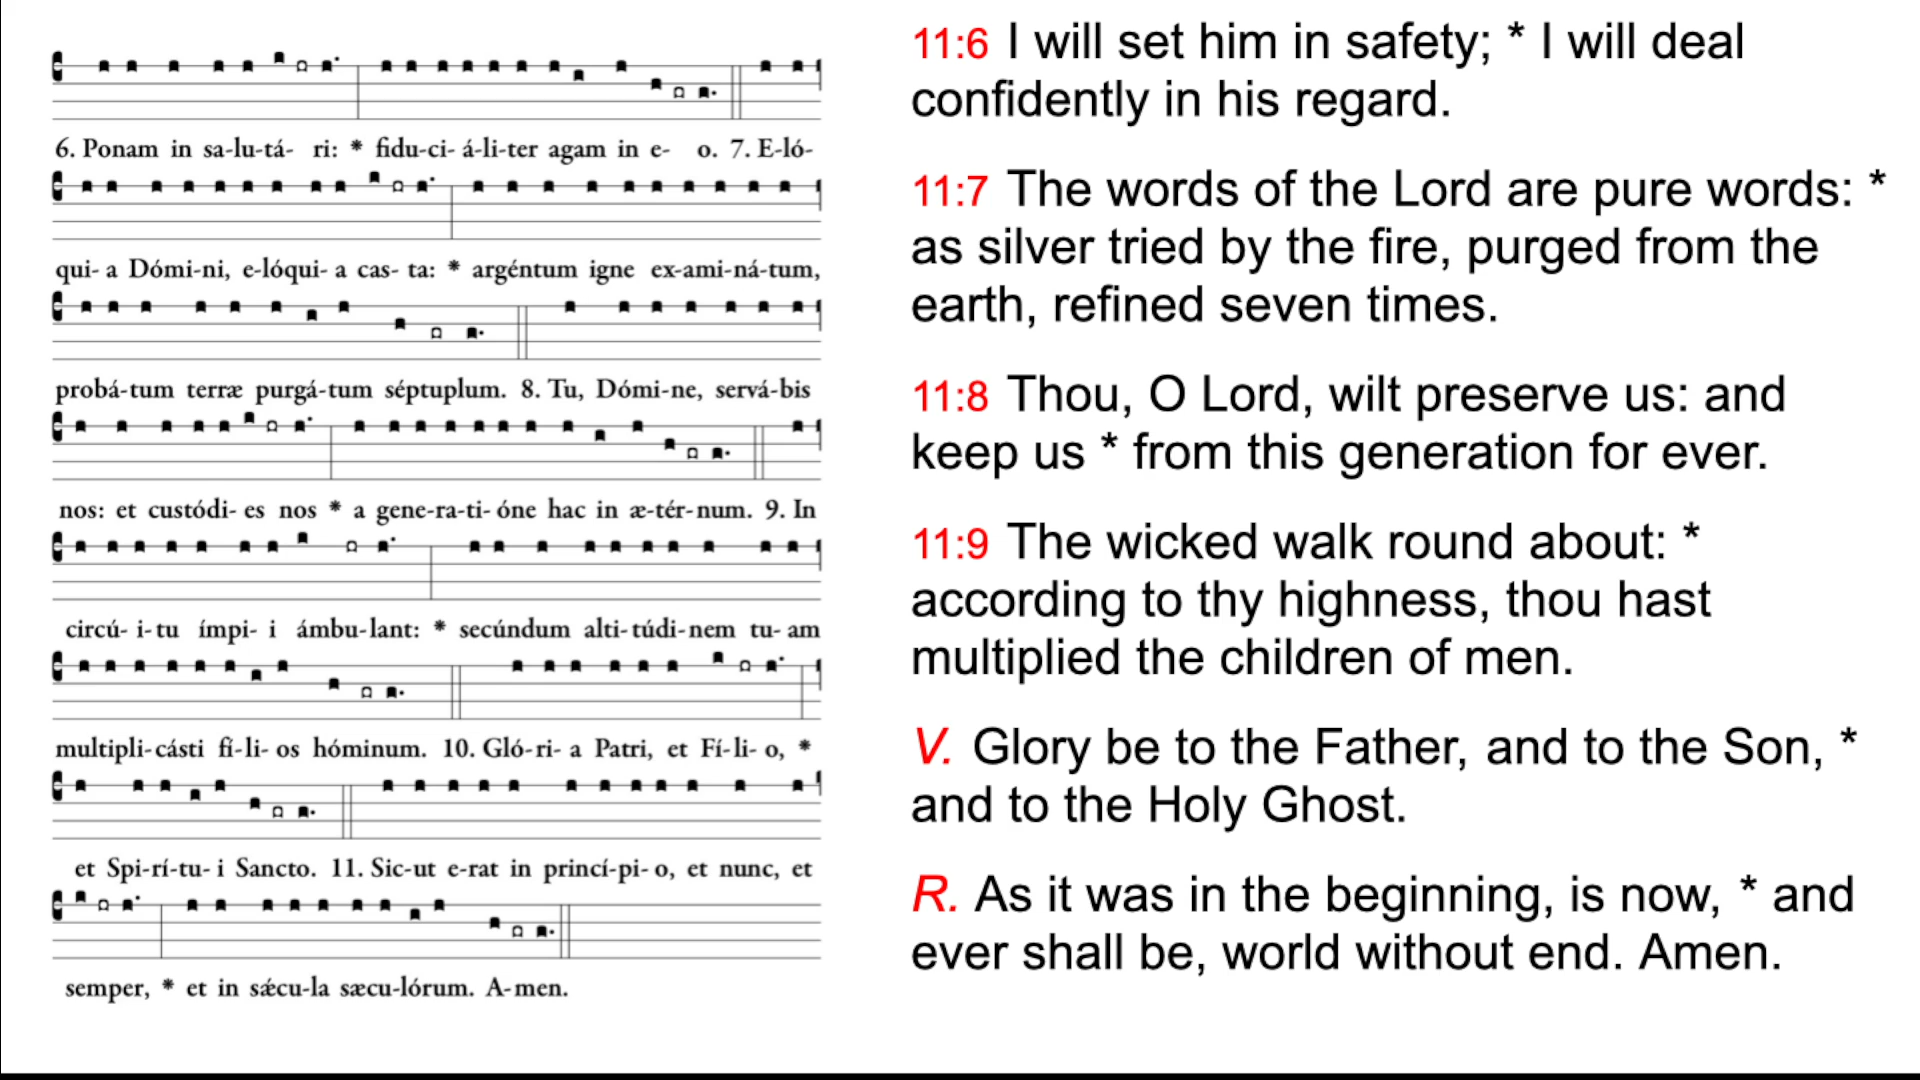 6. Ponam in sa-lu-tá- ri: * fidu-ci- á-li-ter agam in e- o. 7. E-ló-
qui- a Dómi-ni, e-lóqui- a cas- ta: * argéntum igne ex-ami-ná-tum,
probá-tum terræ purgá-tum séptuplum. 8. Tu, Dómi-ne, servá-bis
nos: et custódi- es nos * a gene-ra-ti-óne hac in æ-tér-num. 9. In
circú- i-tu ímpi- i ámbu-lant: * secúndum alti-túdi-nem tu- am
multipli-cásti fí-li- os hóminum. 10. Gló-ri- a Patri, et Fí-li- o, *
et Spi-rí-tu- i Sancto. 11. Sic-ut e-rat in princí-pi- o, et nunc, et
semper, * et in sǽcu-la sæcu-lórum. A-men.
11:6 I will set him in safety; * I will deal
confidently in his regard.
11:7 The words of the Lord are pure words: *
as silver tried by the fire, purged from the
earth, refined seven times.
11:8 Thou, O Lord, wilt preserve us: and
keep us * from this generation for ever.
11:9 The wicked walk round about: *
according to thy highness, thou hast
multiplied the children of men.
V. Glory be to the Father, and to the Son, *
and to the Holy Ghost.
R. As it was in the beginning, is now, * and
ever shall be, world without end. Amen.